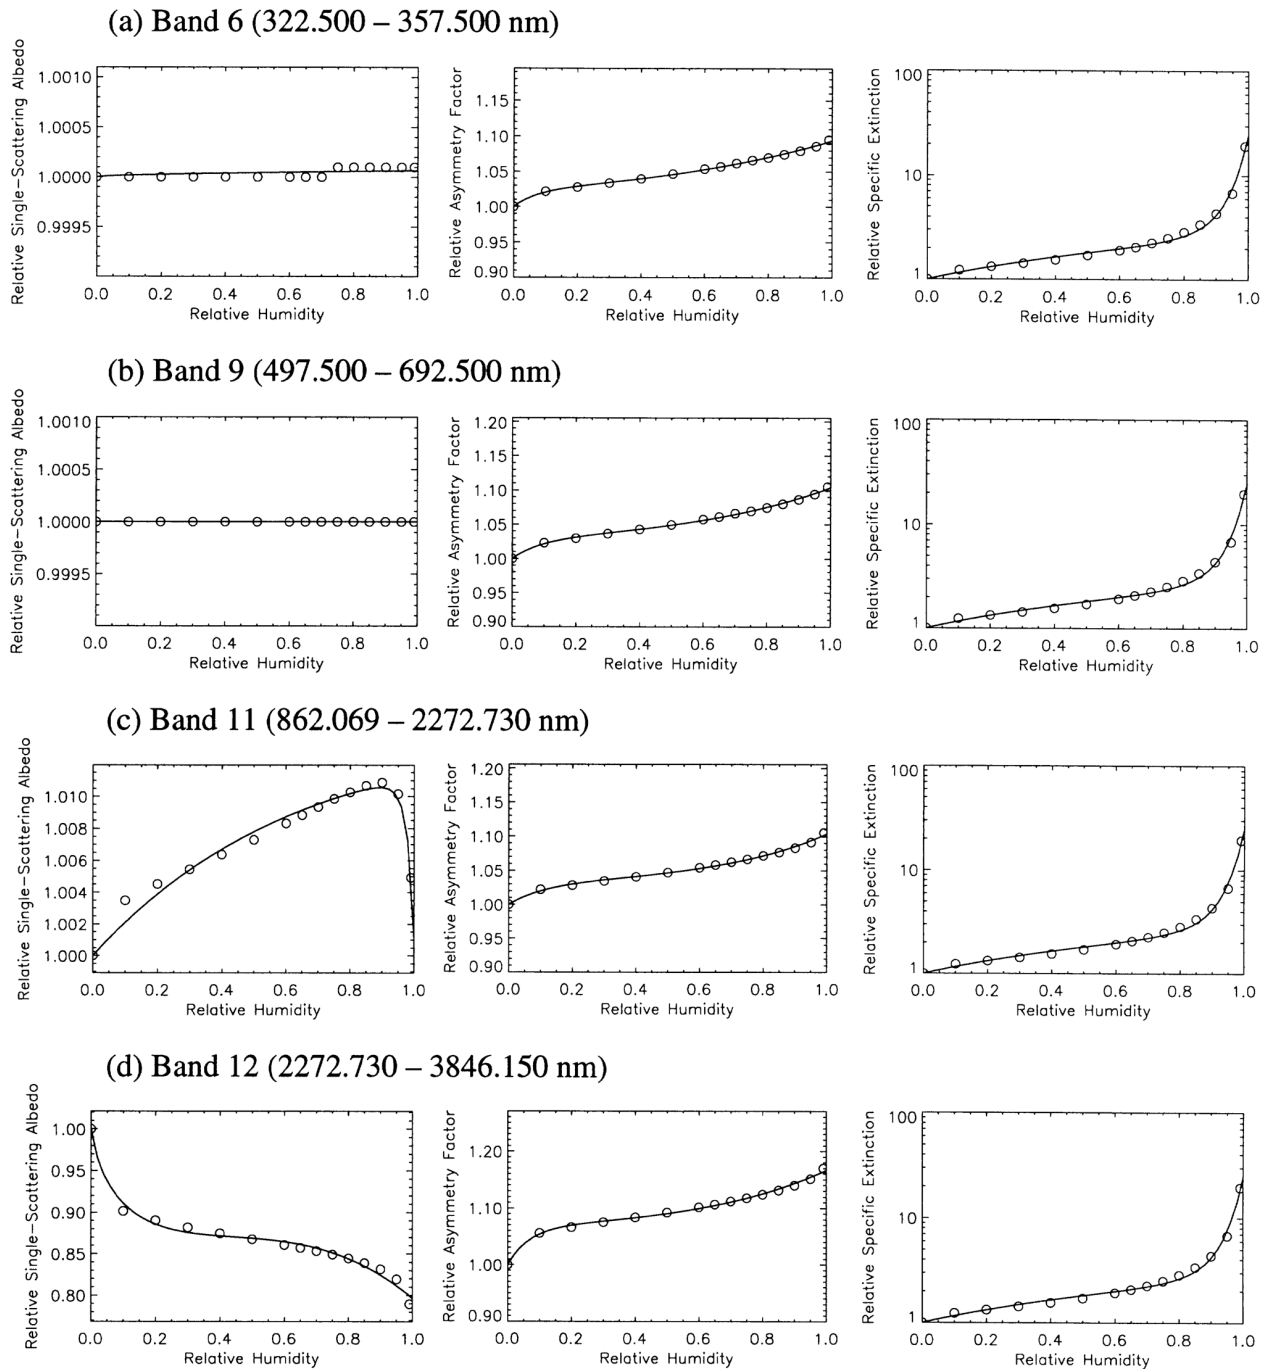 (a) Band 6 (322.500 – 357.500 nm)
Relative Single–Scattering Albedo
1.0010
1.0005
1.0000
0.9995
0.0 0.2 0.4 0.6 0.8 1.0
Relative Humidity
Relative Asymmetry Factor
1.15
1.10
1.05
1.00
0.95
0.90
0.0 0.2 0.4 0.6 0.8 1.0
Relative Humidity
Relative Specific Extinction
100
10
1
0.0 0.2 0.4 0.6 0.8 1.0
Relative Humidity
(b) Band 9 (497.500 – 692.500 nm)
Relative Single–Scattering Albedo
1.0010
1.0005
1.0000
0.9995
0.0 0.2 0.4 0.6 0.8 1.0
Relative Humidity
Relative Asymmetry Factor
1.20
1.15
1.10
1.05
1.00
0.95
0.90
0.0 0.2 0.4 0.6 0.8 1.0
Relative Humidity
Relative Specific Extinction
100
10
1
0.0 0.2 0.4 0.6 0.8 1.0
Relative Humidity
(c) Band 11 (862.069 – 2272.730 nm)
Relative Single–Scattering Albedo
1.010
1.008
1.006
1.004
1.002
1.000
0.0 0.2 0.4 0.6 0.8 1.0
Relative Humidity
Relative Asymmetry Factor
1.20
1.15
1.10
1.05
1.00
0.95
0.90
0.0 0.2 0.4 0.6 0.8 1.0
Relative Humidity
Relative Specific Extinction
100
10
1
0.0 0.2 0.4 0.6 0.8 1.0
Relative Humidity
(d) Band 12 (2272.730 – 3846.150 nm)
Relative Single–Scattering Albedo
1.00
0.95
0.90
0.85
0.80
0.0 0.2 0.4 0.6 0.8 1.0
Relative Humidity
Relative Asymmetry Factor
1.20
1.10
1.00
0.90
0.0 0.2 0.4 0.6 0.8 1.0
Relative Humidity
Relative Specific Extinction
100
10
1
0.0 0.2 0.4 0.6 0.8 1.0
Relative Humidity